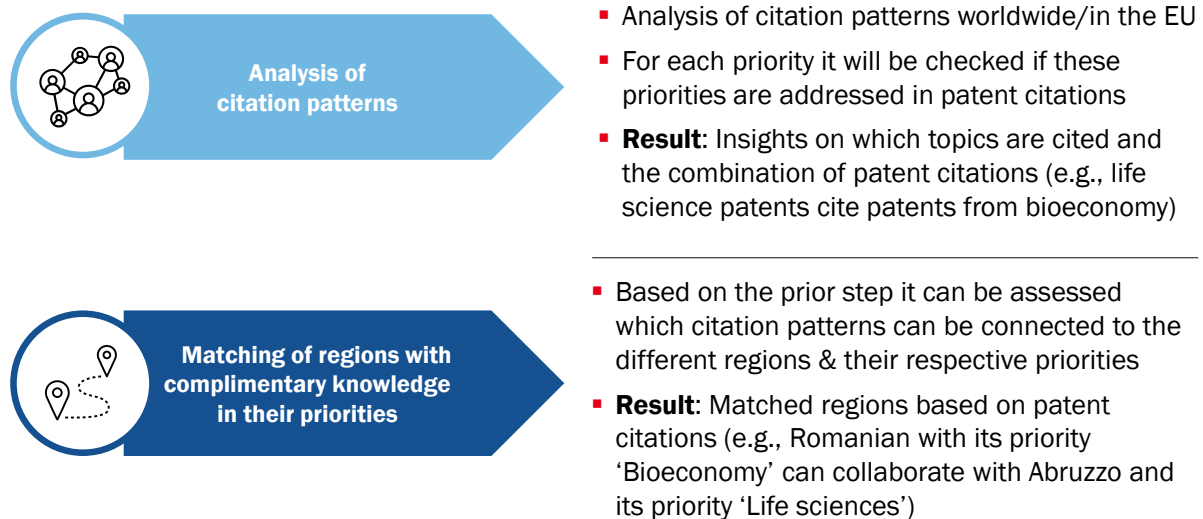 Analysis of
citation patterns
▪ Analysis of citation patterns worldwide/in the EU
▪ For each priority it will be checked if these
priorities are addressed in patent citations
▪ Result: Insights on which topics are cited and
the combination of patent citations (e.g., life
science patents cite patents from bioeconomy)
Matching of regions with
complimentary knowledge
in their priorities
▪ Based on the prior step it can be assessed
which citation patterns can be connected to the
different regions & their respective priorities
▪ Result: Matched regions based on patent
citations (e.g., Romanian with its priority
‘Bioeconomy’ can collaborate with Abruzzo and
its priority ‘Life sciences’)